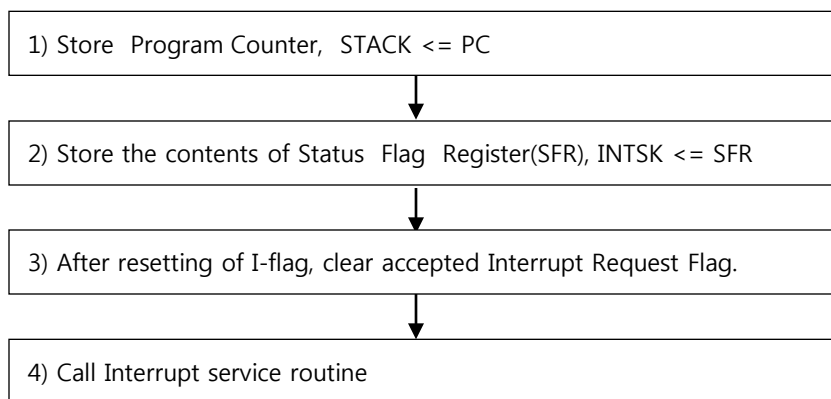 1) Store Program Counter, STACK <= PC
2) Store the contents of Status Flag Register(SFR), INTSK <= SFR
3) After resetting of I-flag, clear accepted Interrupt Request Flag.
4) Call Interrupt service routine